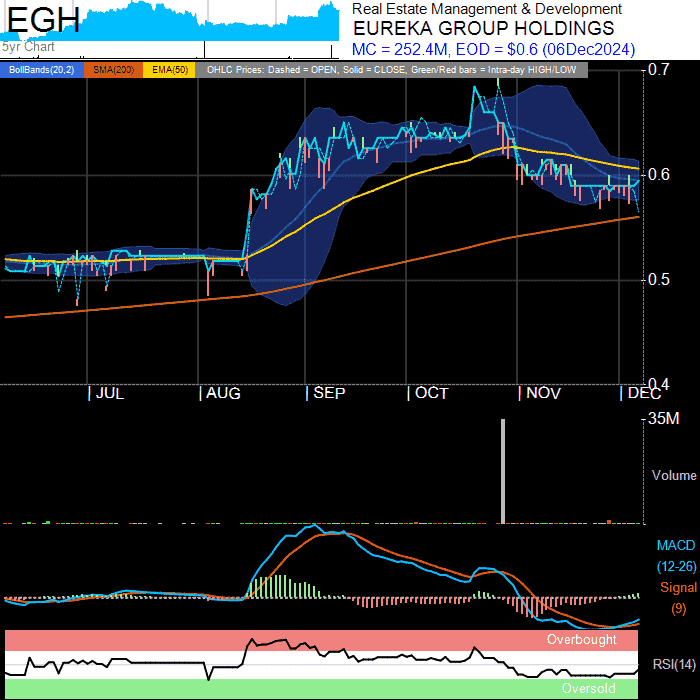 EGH
5yr Chart
Real Estate Management & Development
EUREKA GROUP HOLDINGS
MC = 252.4M, EOD = $0.6 (06Dec2024)
BollBands(20,2) SMA(200) EMA(50) OHLC Prices: Dashed = OPEN, Solid = CLOSE, Green/Red bars = Intra-day HIGH/LOW
0.7
0.6
0.5
0.4
| JUL | AUG | SEP | OCT | NOV | DEC
35M
Volume
MACD
(12-26)
Signal
(9)
Overbought
RSI(14)
Oversold